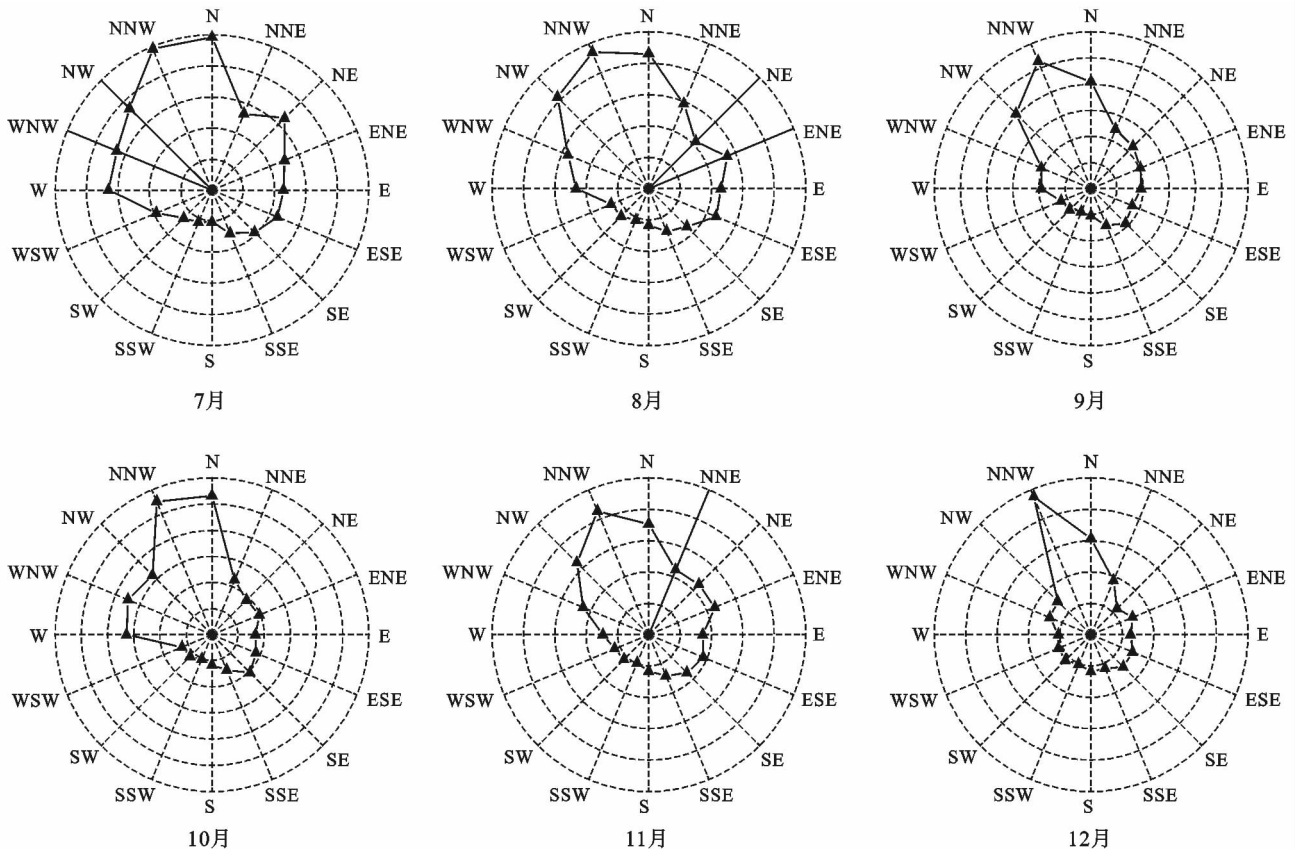 N
NNW NNE
NW NE
WNW ENE
W E
WSW ESE
SW SE
SSW SSE
S
7月
N
NNW NNE
NW NE
WNW ENE
W E
WSW ESE
SW SE
SSW SSE
S
8月
N
NNW NNE
NW NE
WNW ENE
W E
WSW ESE
SW SE
SSW SSE
S
9月
N
NNW NNE
NW NE
WNW ENE
W E
WSW ESE
SW SE
SSW SSE
S
10月
N
NNW NNE
NW NE
WNW ENE
W E
WSW ESE
SW SE
SSW SSE
S
11月
N
NNW NNE
NW NE
WNW ENE
W E
WSW ESE
SW SE
SSW SSE
S
12月